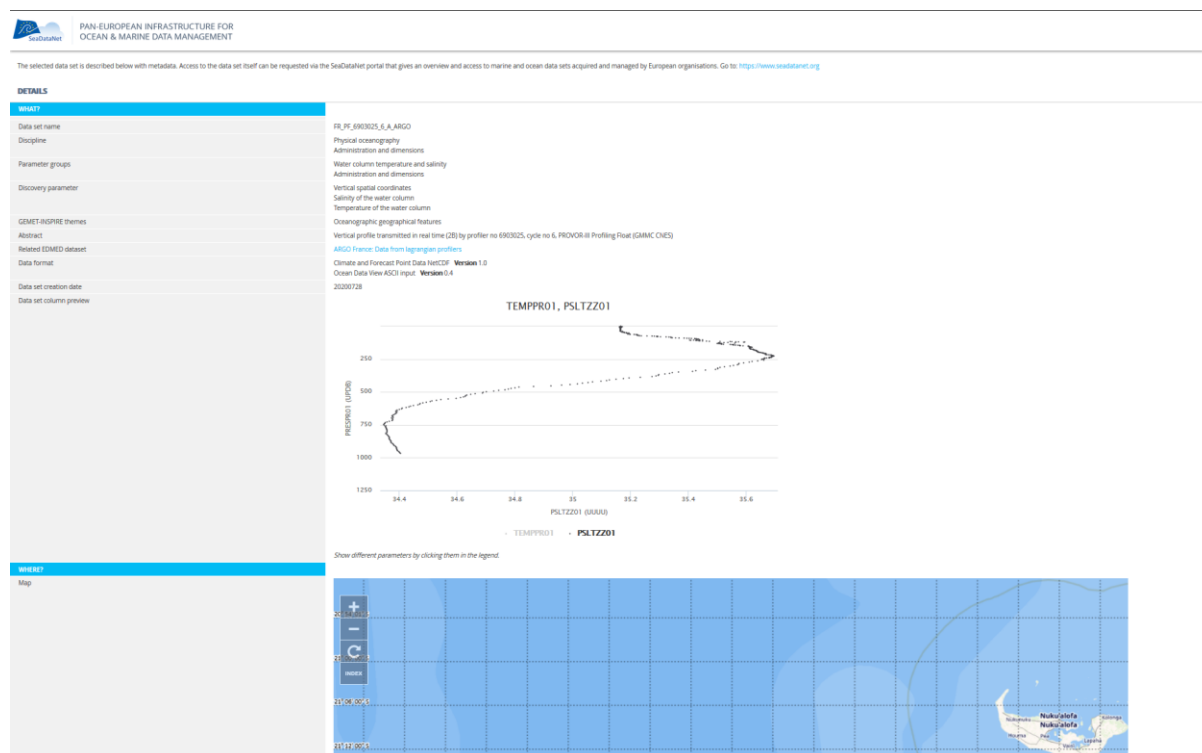 SeaDataNet
PAN-EUROPEAN INFRASTRUCTURE FOR
OCEAN & MARINE DATA MANAGEMENT
The selected data set is described below with metadata. Access to the data set itself can be requested via the SeaDataNet portal that gives an overview and access to marine and ocean data sets acquired and managed by European organisations. Go to: https://www.seadatanet.org
DETAILS
WHAT?
Data set name FR_PF_6903025_6_A_ARGO
Discipline Physical oceanography
Administration and dimensions
Parameter groups Water column temperature and salinity
Administration and dimensions
Discovery parameter Vertical spatial coordinates
Salinity of the water column
Temperature of the water column
GEMET-INSPIRE themes Oceanographic geographical features
Abstract Vertical profile transmitted in real time (2B) by profiler no 6903025, cycle no 6, PROVOR-III Profiling Float (GMMC CNES)
Related EDMED dataset ARGO France: Data from lagrangian profilers
Data format Climate and Forecast Point Data NetCDF Version 1.0
Ocean Data View ASCII input Version 0.4
Data set creation date 20200728
Data set column preview
TEMPPR01, PSLTZZ01
250
500
750
1000
1250
PRESPR01 (UPDB)
34.4 34.6 34.8 35 35.2 35.4 35.6
PSLTZZ01 (UUUU)
TEMPPR01 PSLTZZ01
Show different parameters by clicking them in the legend.
WHERE?
Map
+
−
INDEX
Nuku'alofa
Nuku'alofa